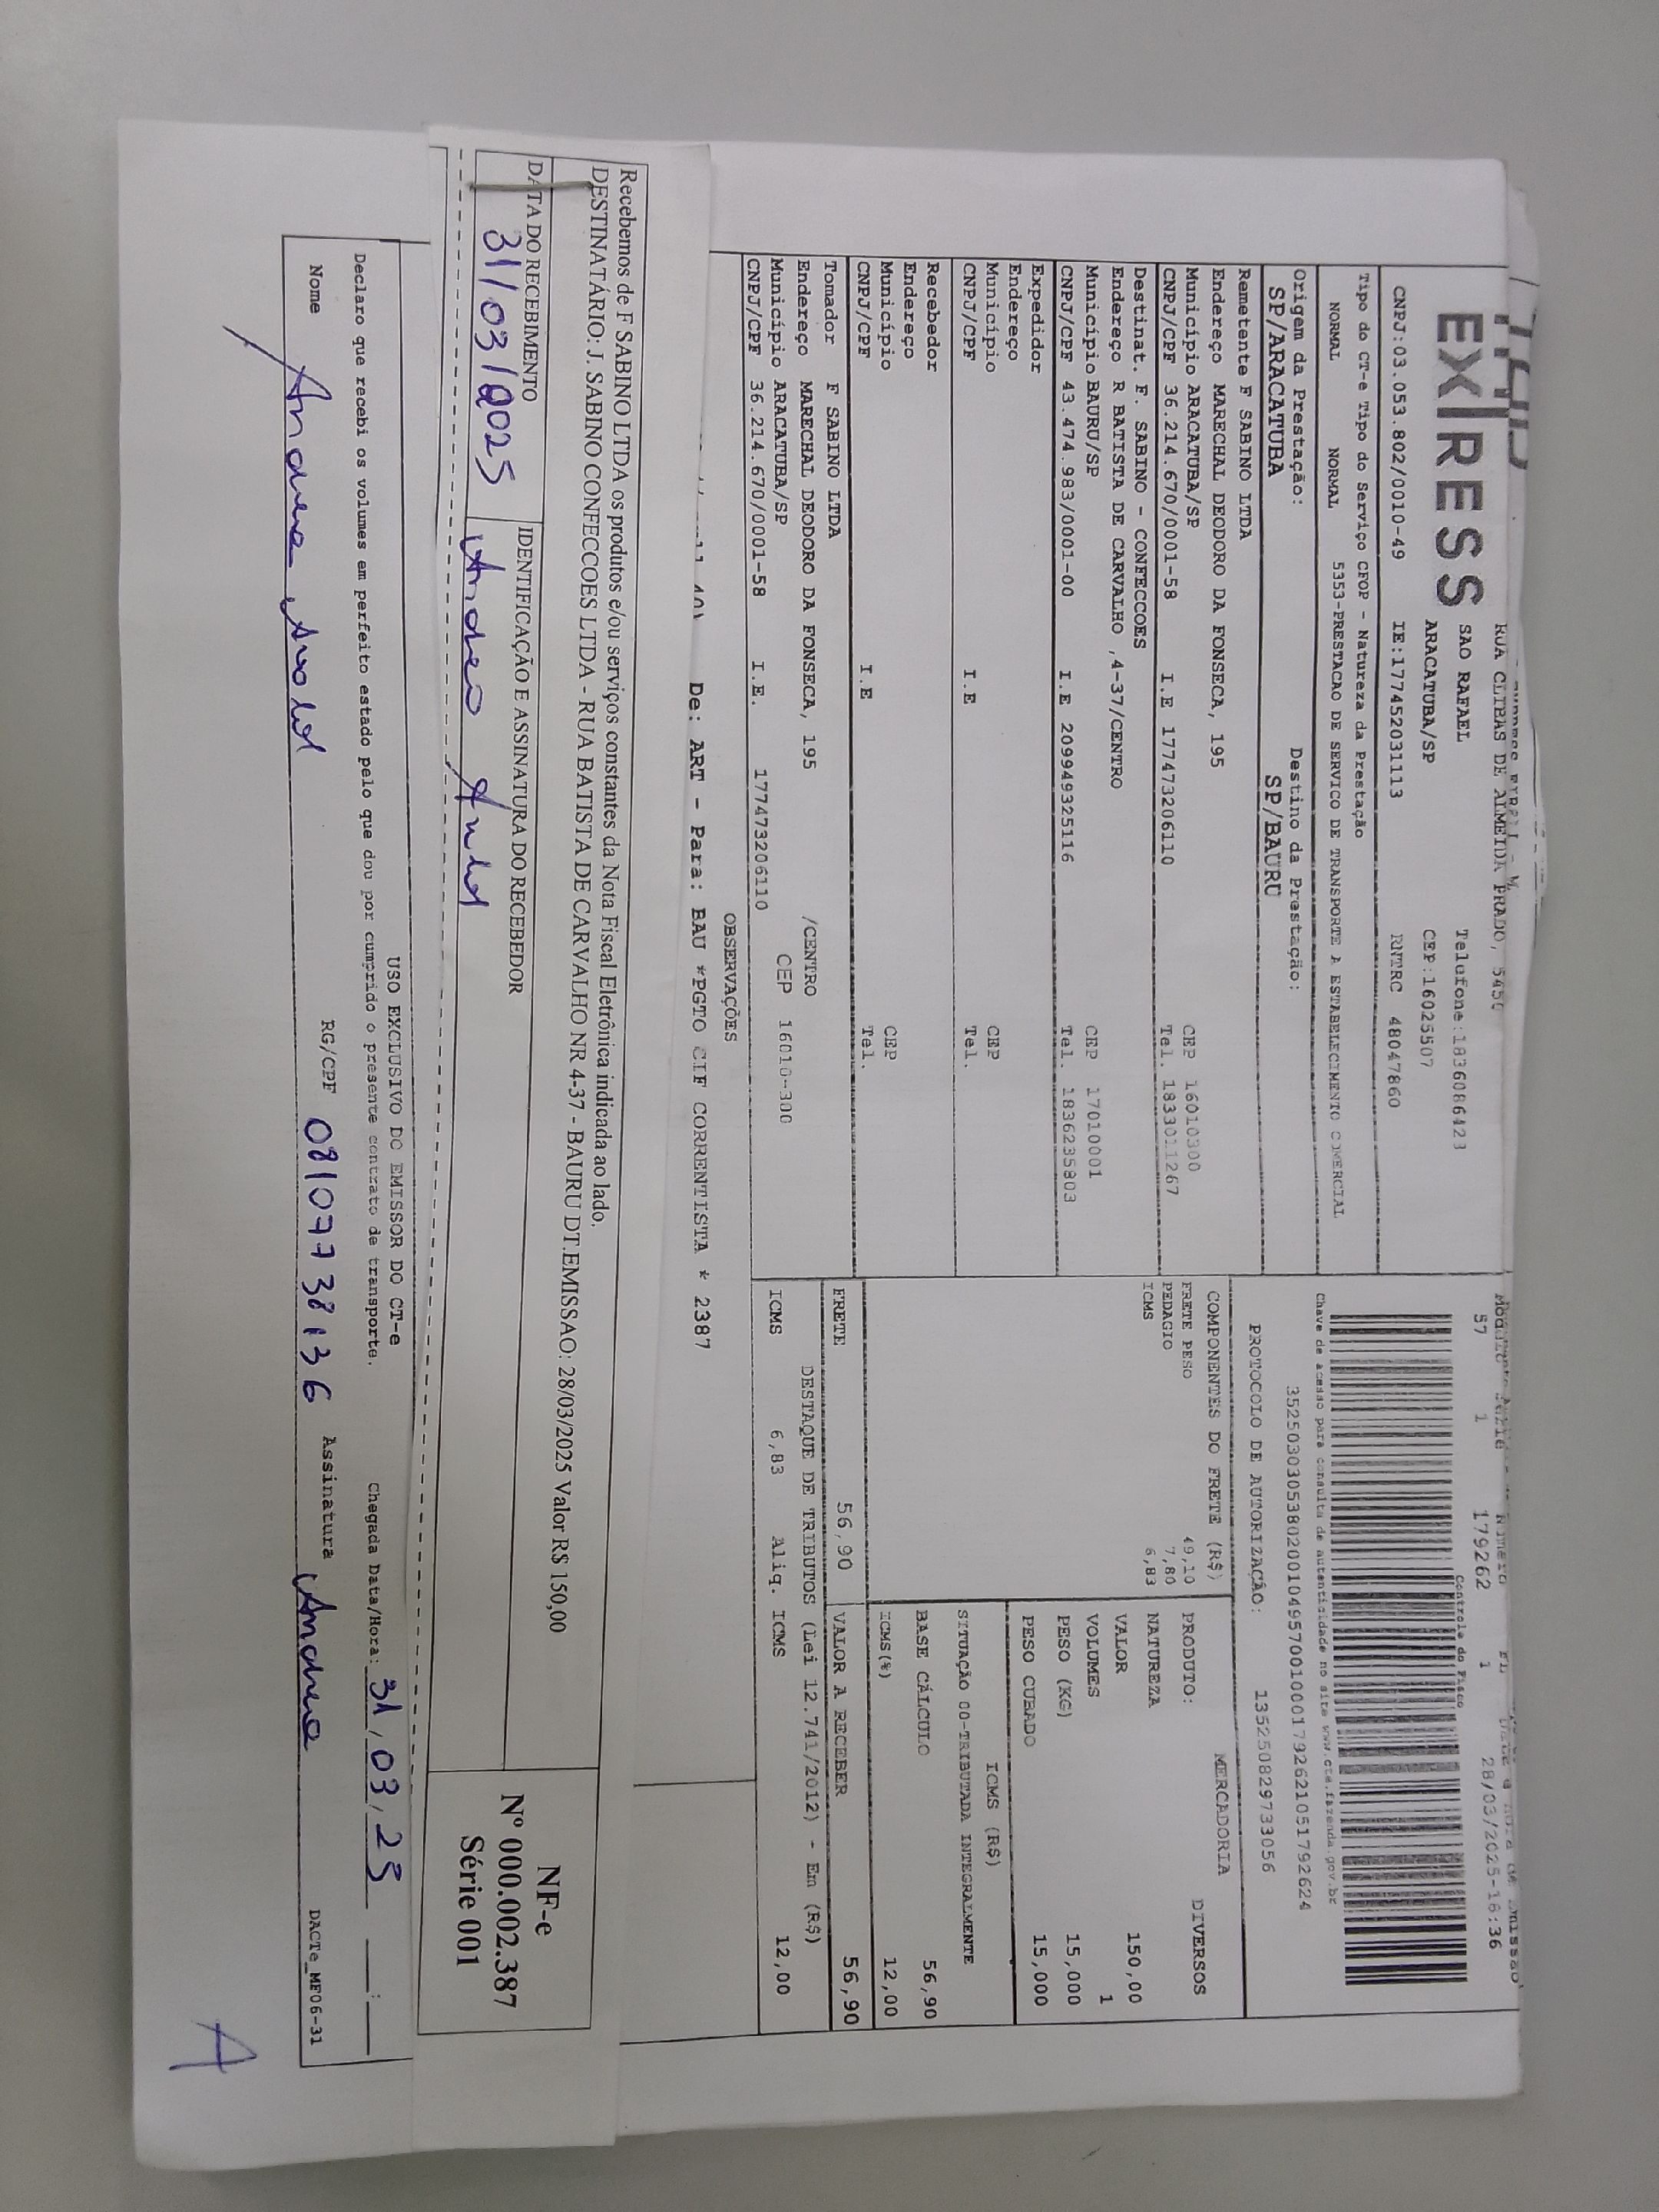 EXPRESS
RUA CLIBAS DE ALMEIDA PRADO, 5450
SAO RAFAEL Telefone:1836086423
ARACATUBA/SP CEP:16025507
CNPJ:03.053.802/0010-49 IE:177452031113 RNTRC 48047860
Tipo do CT-e Tipo do Serviço CFOP - Natureza da Prestação
NORMAL NORMAL 5353-PRESTACAO DE SERVICO DE TRANSPORTE A ESTABELECIMENTO COMERCIAL
Origem da Prestação: Destino da Prestação:
SP/ARACATUBA SP/BAURU
Remetente F SABINO LTDA
Endereço MARECHAL DEODORO DA FONSECA, 195
Município ARACATUBA/SP CEP 16010300
CNPJ/CPF 36.214.670/0001-58 I.E 177473206110 Tel. 1833011267
Destinat. F. SABINO - CONFECCOES
Endereço R BATISTA DE CARVALHO ,4-37/CENTRO
Município BAURU/SP CEP 17010001
CNPJ/CPF 43.474.983/0001-00 I.E 209949325116 Tel. 1836235803
Expedidor
Endereço
Município CEP
CNPJ/CPF I.E Tel.
Recebedor
Endereço
Município CEP
CNPJ/CPF I.E Tel.
Tomador F SABINO LTDA
Endereço MARECHAL DEODORO DA FONSECA, 195 /CENTRO
Município ARACATUBA/SP CEP 16010-300
CNPJ/CPF 36.214.670/0001-58 I.E. 177473206110
57 1 179262 1 28/03/2025-16:36
Controle do Fisco
Chave de acesso para consulta de autenticidade no site www.cte.fazenda.gov.br
35250303053802001049570010001792621051792624
PROTOCOLO DE AUTORIZAÇÃO: 135250829733056
COMPONENTES DO FRETE (R$)
FRETE PESO 49,10
PEDAGIO 7,80
ICMS 6,83
MERCADORIA
PRODUTO: DIVERSOS
NATUREZA
VALOR 150,00
VOLUMES 1
PESO (KG) 15,000
PESO CUBADO 15,000
ICMS (R$)
SITUAÇÃO 00-TRIBUTADA INTEGRALMENTE
BASE CÁLCULO 56,90
ICMS(%) 12,00
FRETE 56,90 VALOR A RECEBER 56,90
DESTAQUE DE TRIBUTOS (Lei 12.741/2012) - Em (R$)
ICMS 6,83 Aliq. ICMS 12,00
OBSERVAÇÕES
De: ART - Para: BAU *PGTO CIF CORRENTISTA * 2387
Recebemos de F SABINO LTDA os produtos e/ou serviços constantes da Nota Fiscal Eletrônica indicada ao lado.
DESTINATÁRIO: J. SABINO CONFECCOES LTDA - RUA BATISTA DE CARVALHO NR 4-37 - BAURU DT.EMISSAO: 28/03/2025 Valor R$ 150,00
DATA DO RECEBIMENTO IDENTIFICAÇÃO E ASSINATURA DO RECEBEDOR
31/03/2025
NF-e
Nº 000.002.387
Série 001
USO EXCLUSIVO DO EMISSOR DO CT-e
Declaro que recebi os volumes em perfeito estado pelo que dou por cumprido o presente contrato de transporte. Chegada Data/Hora: 31/03/25 __:__
Nome Andrea RG/CPF 08107738136 Assinatura Andrea
DACTe_MF06-31
A